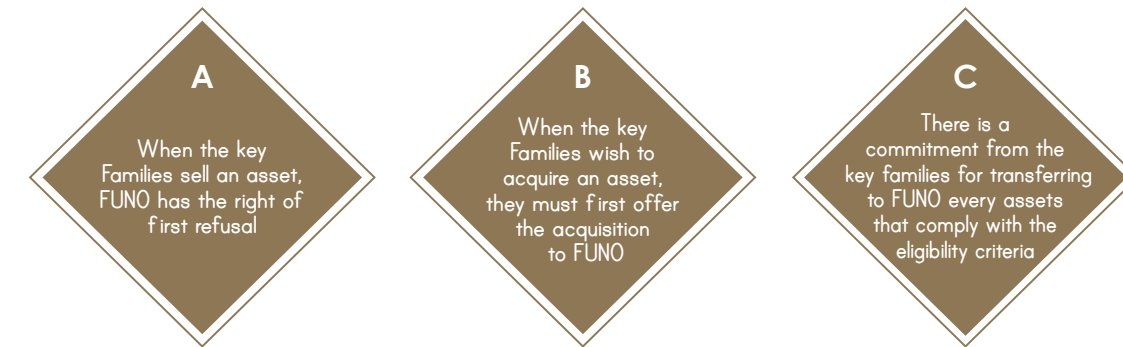 A
When the key
Families sell an asset,
FUNO has the right of
first refusal
B
When the key
Families wish to
acquire an asset,
they must first offer
the acquisition
to FUNO
C
There is a
commitment from the
key families for transferring
to FUNO every assets
that comply with the
eligibility criteria